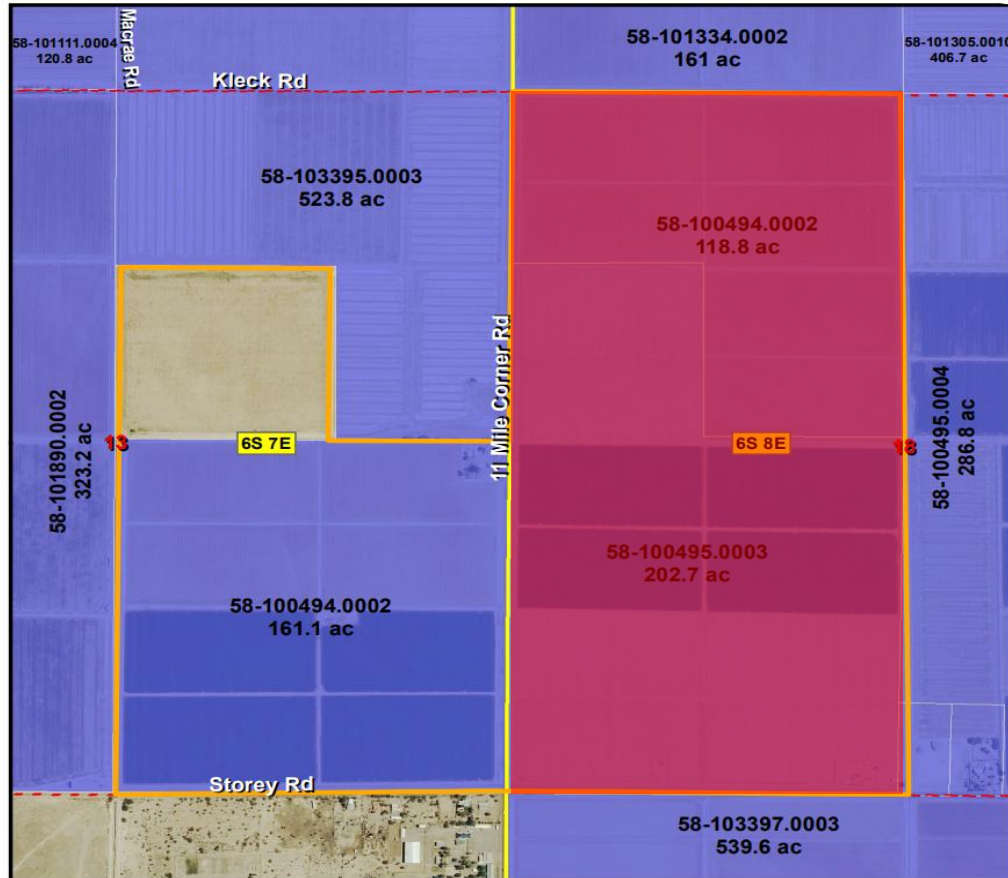 58-101111.0004
120.8 ac
Macrae Rd
58-101334.0002
161 ac
58-101305.0010
406.7 ac
Kleck Rd
58-103395.0003
523.8 ac
58-100494.0002
118.8 ac
11 Mile Corner Rd
58-101890.0002
323.2 ac
13
6S 7E
6S 8E
18
58-100495.0004
286.8 ac
58-100495.0003
202.7 ac
58-100494.0002
161.1 ac
Storey Rd
58-103397.0003
539.6 ac